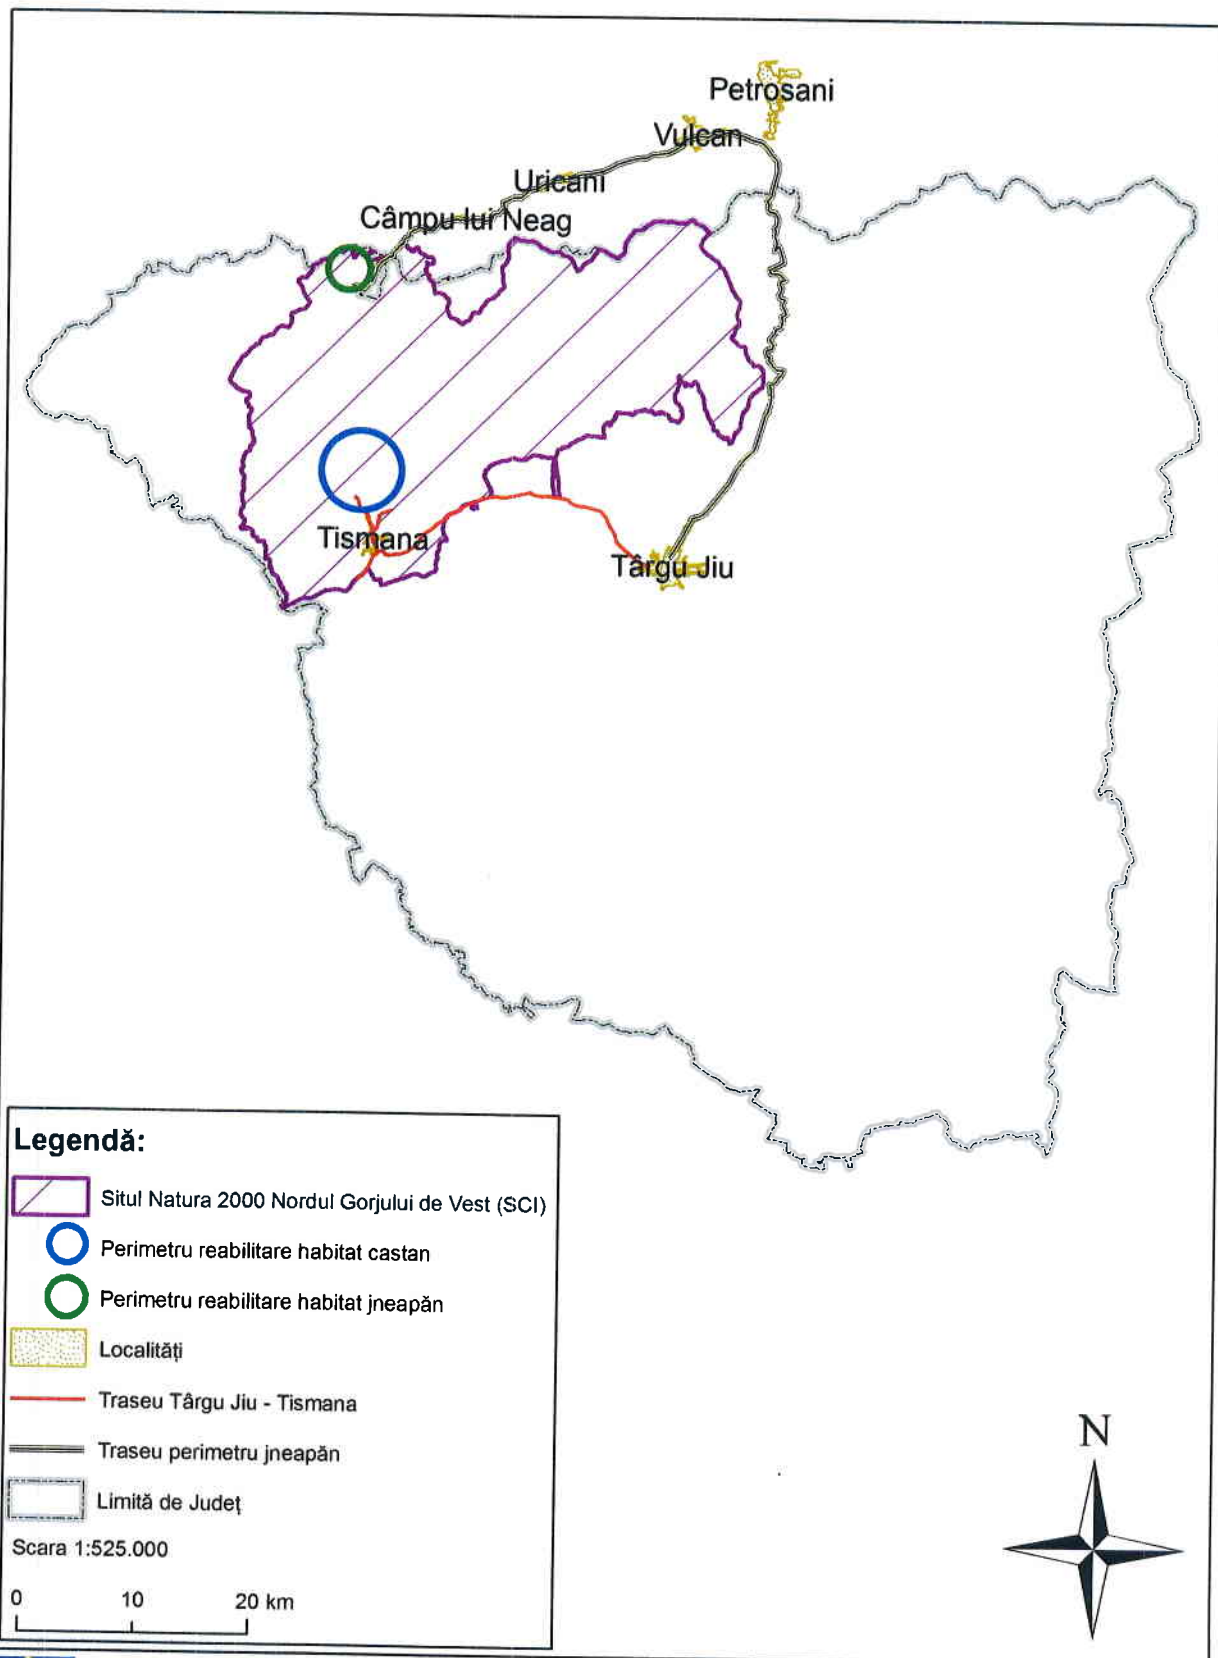 Petroșani
Vulcan
Uricani
Câmpu lui Neag
Tismana
Târgu Jiu
Legendă:
Situl Natura 2000 Nordul Gorjului de Vest (SCI)
Perimetru reabilitare habitat castan
Perimetru reabilitare habitat jneapăn
Localități
Traseu Târgu Jiu - Tismana
Traseu perimetru jneapăn
Limită de Județ
Scara 1:525.000
0 10 20 km
N